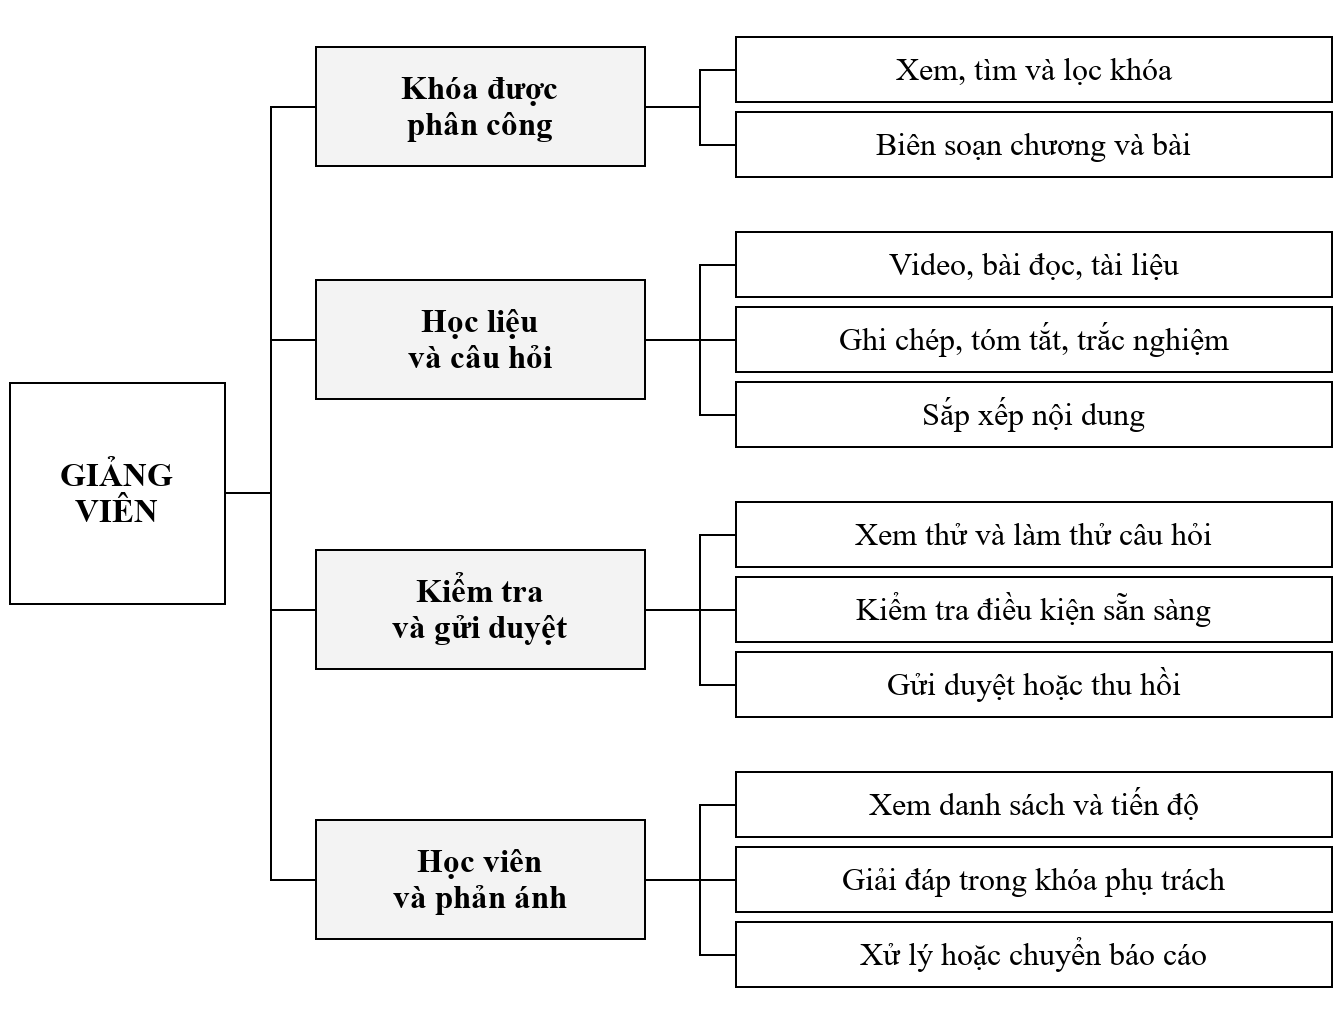 GIẢNG
VIÊN
Khóa được
phân công
Xem, tìm và lọc khóa
Biên soạn chương và bài
Học liệu
và câu hỏi
Video, bài đọc, tài liệu
Ghi chép, tóm tắt, trắc nghiệm
Sắp xếp nội dung
Kiểm tra
và gửi duyệt
Xem thử và làm thử câu hỏi
Kiểm tra điều kiện sẵn sàng
Gửi duyệt hoặc thu hồi
Học viên
và phản ánh
Xem danh sách và tiến độ
Giải đáp trong khóa phụ trách
Xử lý hoặc chuyển báo cáo